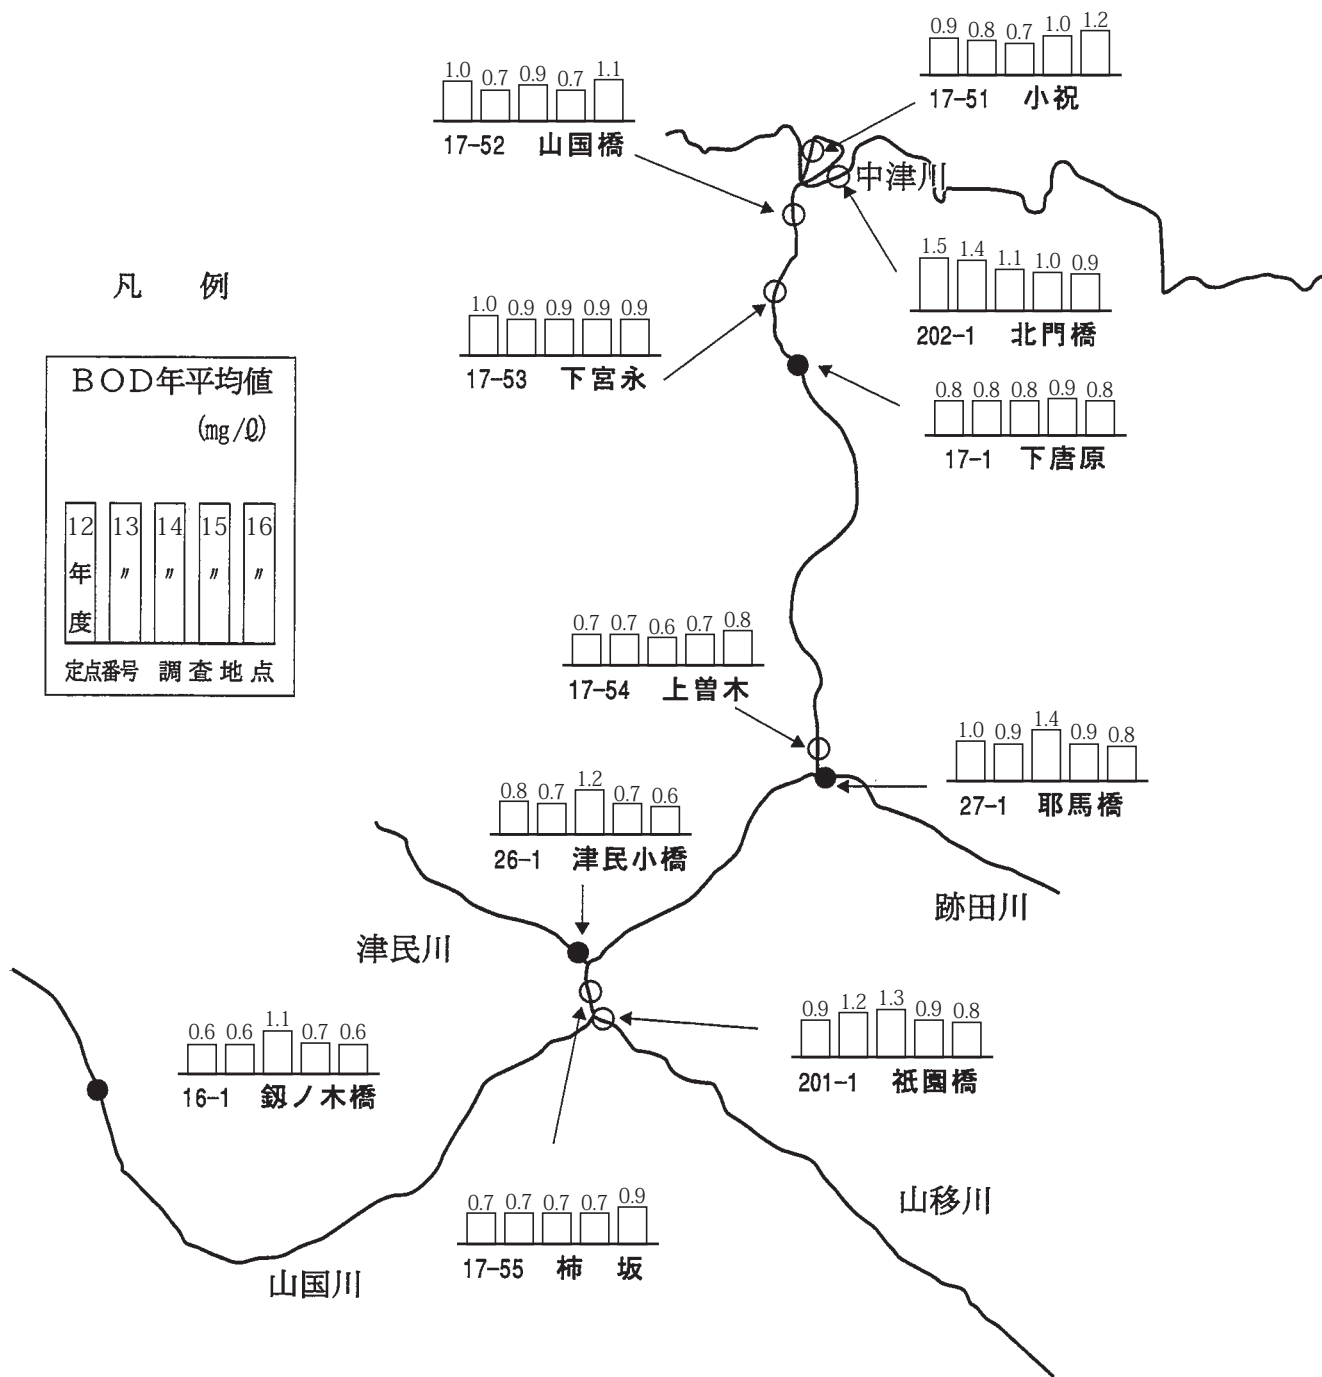 0.9 0.8 0.7 1.0 1.2
17-51 小祝
1.0 0.7 0.9 0.7 1.1
17-52 山国橋
中津川
1.5 1.4 1.1 1.0 0.9
202-1 北門橋
凡 例
BOD年平均値
(mg/ℓ)
12 13 14 15 16
年 〃 〃 〃 〃
度
定点番号 調査地点
1.0 0.9 0.9 0.9 0.9
17-53 下宮永
0.8 0.8 0.8 0.9 0.8
17-1 下唐原
0.7 0.7 0.6 0.7 0.8
17-54 上曽木
1.0 0.9 1.4 0.9 0.8
27-1 耶馬橋
0.8 0.7 1.2 0.7 0.6
26-1 津民小橋
跡田川
津民川
0.6 0.6 1.1 0.7 0.6
16-1 釼ノ木橋
0.9 1.2 1.3 0.9 0.8
201-1 祇園橋
0.7 0.7 0.7 0.7 0.9
17-55 柿 坂
山移川
山国川